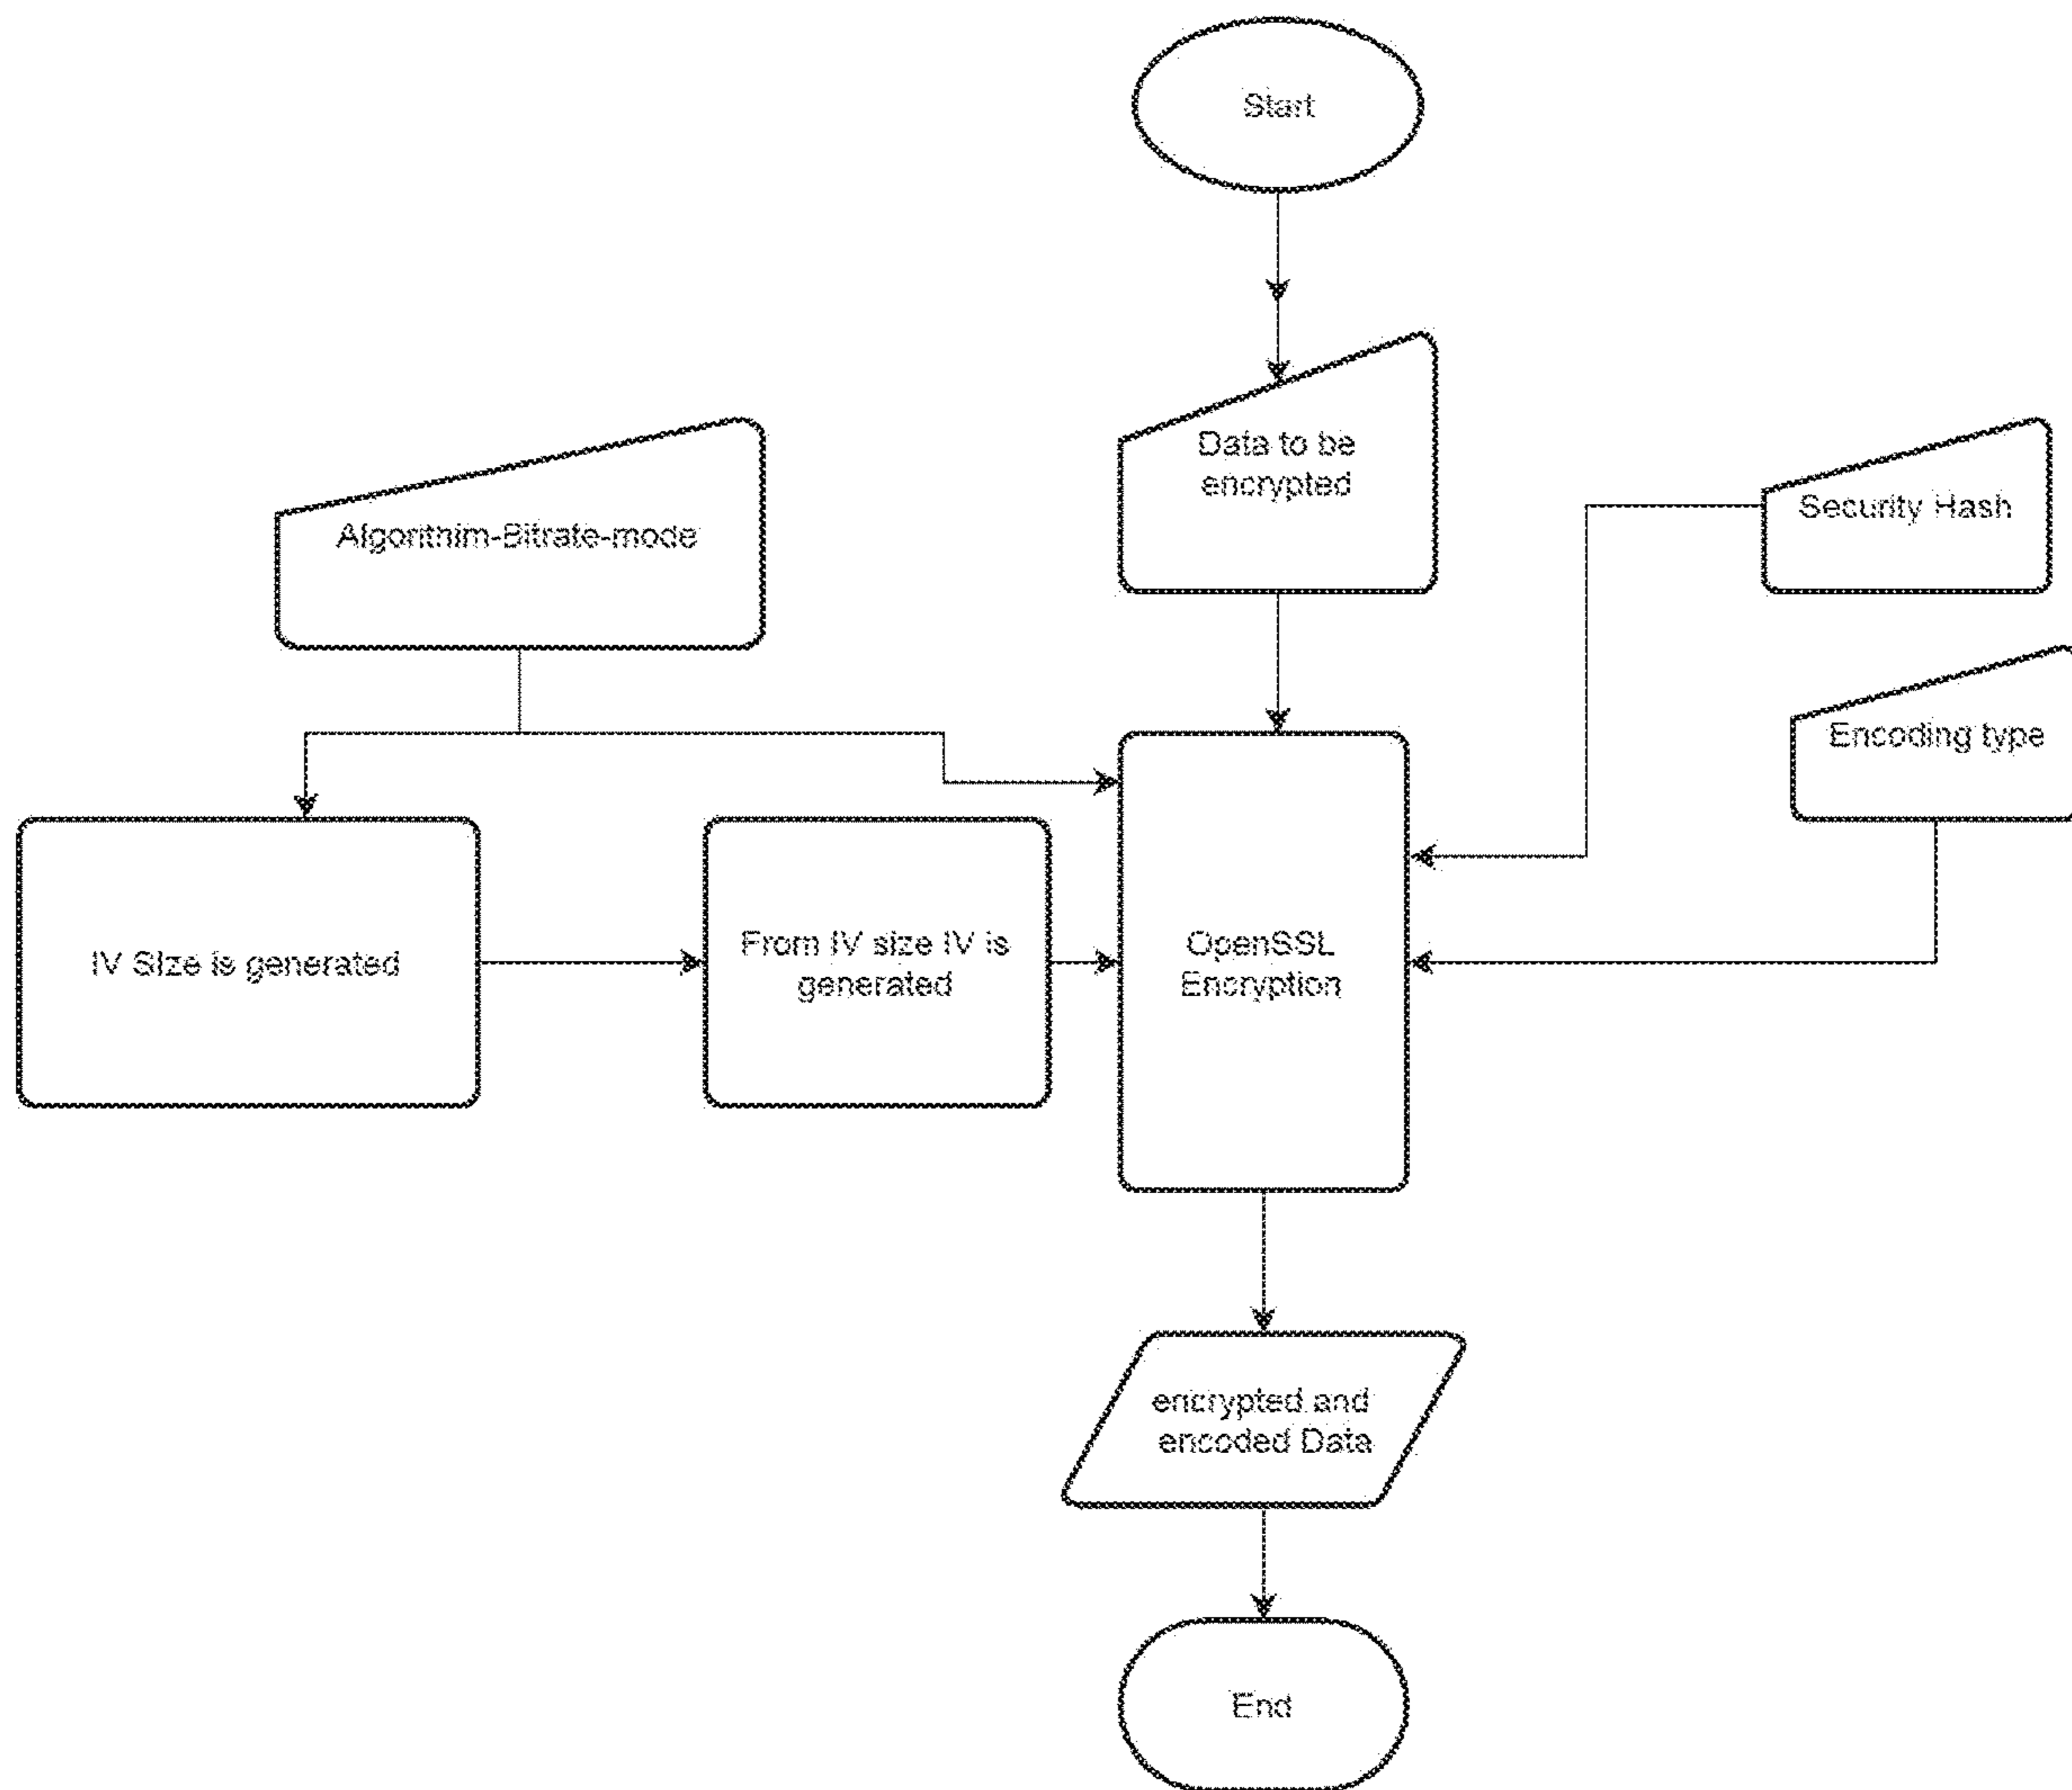 Start
Data to be
encrypted
Algorithim-Bitrate-mode
Security Hash
Encoding type
IV Size is generated
From IV size IV is
generated
OpenSSL
Encryption
encrypted and
encoded Data
End